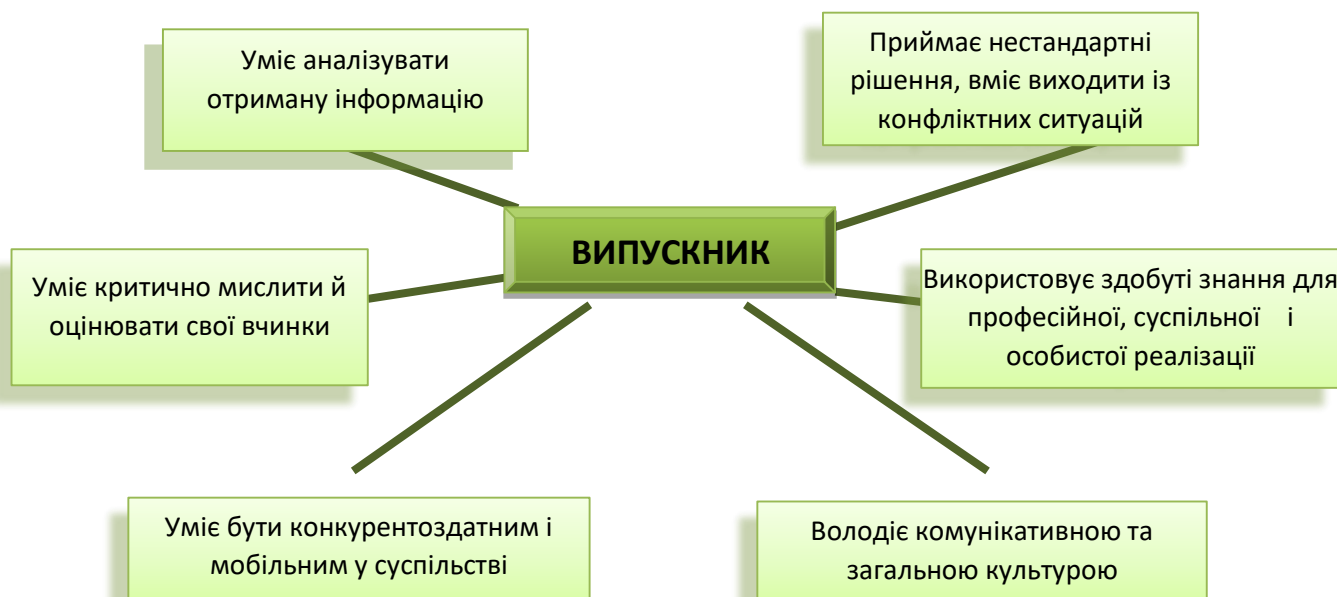 Уміє аналізувати
отриману інформацію
Приймає нестандартні
рішення, вміє виходити із
конфліктних ситуацій
ВИПУСКНИК
Уміє критично мислити й
оцінювати свої вчинки
Використовує здобуті знання для
професійної, суспільної і
особистої реалізації
Уміє бути конкурентоздатним і
мобільним у суспільстві
Володіє комунікативною та
загальною культурою